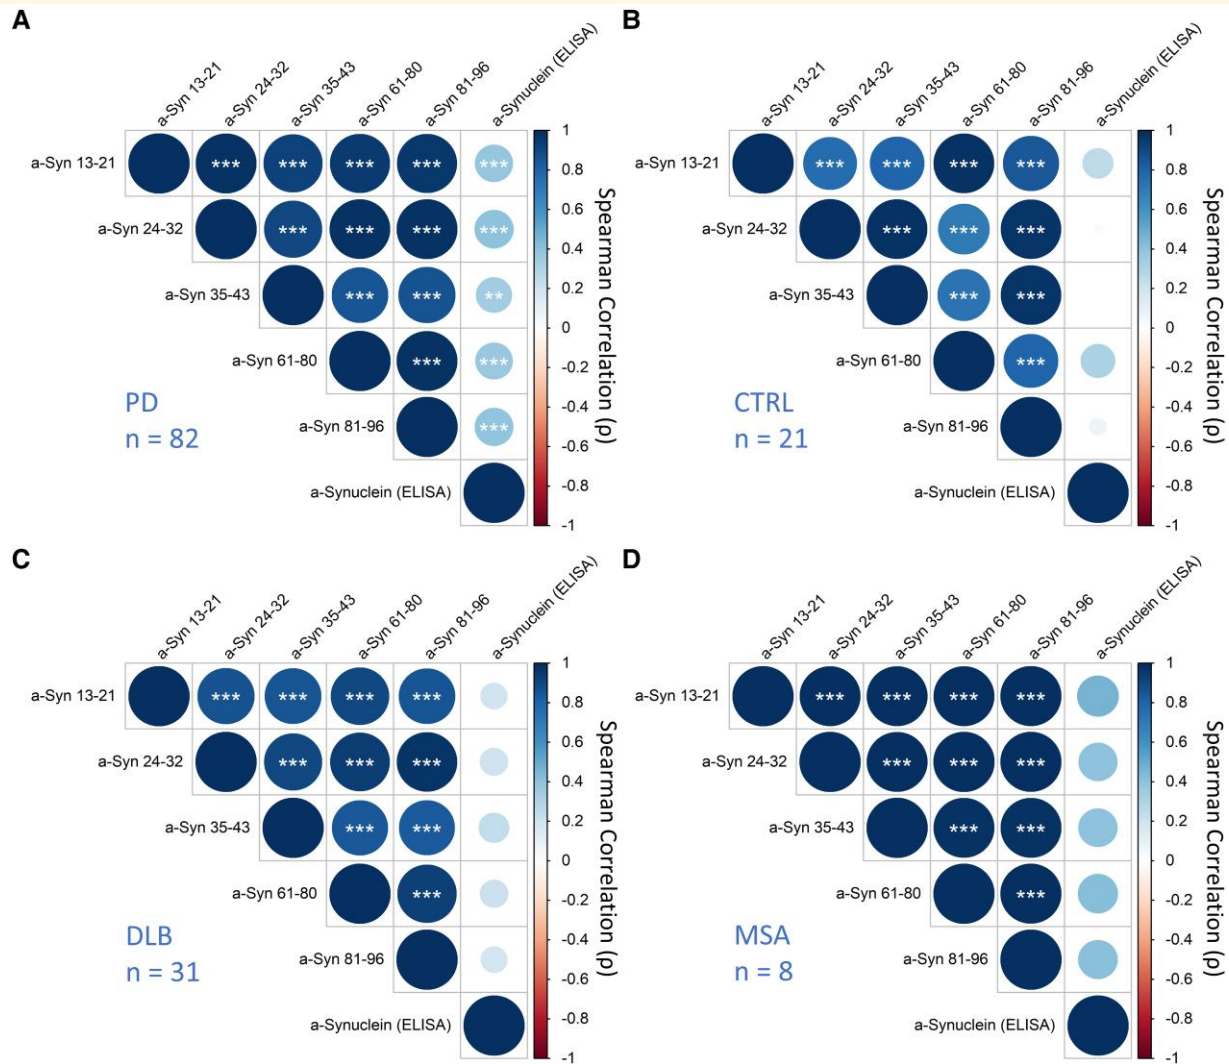 A
a-Syn 13-21
a-Syn 24-32
a-Syn 35-43
a-Syn 61-80
a-Syn 81-96
a-Synuclein (ELISA)
a-Syn 13-21
*** *** *** *** ***
a-Syn 24-32
*** *** *** ***
a-Syn 35-43
*** *** **
a-Syn 61-80
*** ***
a-Syn 81-96
***
a-Synuclein (ELISA)
PD
n = 82
1
0.8
0.6
0.4
0.2
0
-0.2
-0.4
-0.6
-0.8
-1
Spearman Correlation (ρ)
B
a-Syn 13-21
a-Syn 24-32
a-Syn 35-43
a-Syn 61-80
a-Syn 81-96
a-Synuclein (ELISA)
a-Syn 13-21
*** *** *** ***
a-Syn 24-32
*** *** ***
a-Syn 35-43
*** ***
a-Syn 61-80
***
a-Syn 81-96
a-Synuclein (ELISA)
CTRL
n = 21
1
0.8
0.6
0.4
0.2
0
-0.2
-0.4
-0.6
-0.8
-1
Spearman Correlation (ρ)
C
a-Syn 13-21
a-Syn 24-32
a-Syn 35-43
a-Syn 61-80
a-Syn 81-96
a-Synuclein (ELISA)
a-Syn 13-21
*** *** *** ***
a-Syn 24-32
*** *** ***
a-Syn 35-43
*** ***
a-Syn 61-80
***
a-Syn 81-96
a-Synuclein (ELISA)
DLB
n = 31
1
0.8
0.6
0.4
0.2
0
-0.2
-0.4
-0.6
-0.8
-1
Spearman Correlation (ρ)
D
a-Syn 13-21
a-Syn 24-32
a-Syn 35-43
a-Syn 61-80
a-Syn 81-96
a-Synuclein (ELISA)
a-Syn 13-21
*** *** *** ***
a-Syn 24-32
*** *** ***
a-Syn 35-43
*** ***
a-Syn 61-80
***
a-Syn 81-96
a-Synuclein (ELISA)
MSA
n = 8
1
0.8
0.6
0.4
0.2
0
-0.2
-0.4
-0.6
-0.8
-1
Spearman Correlation (ρ)